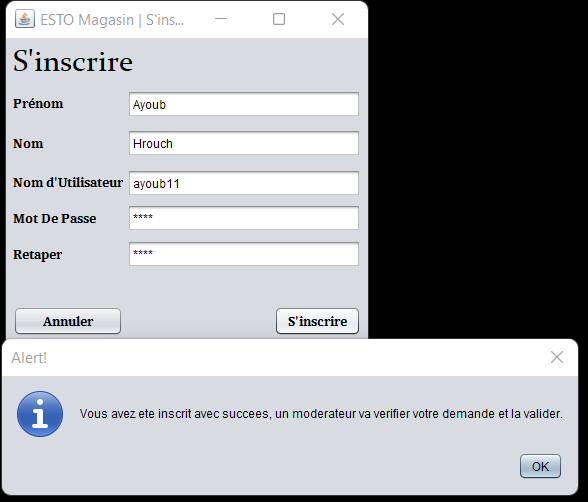 ESTO Magasin | S'ins...
S'inscrire
Prénom
Ayoub
Nom
Hrouch
Nom d'Utilisateur
ayoub11
Mot De Passe
****
Retaper
****
Annuler
S'inscrire
Alert!
Vous avez ete inscrit avec succees, un moderateur va verifier votre demande et la valider.
OK